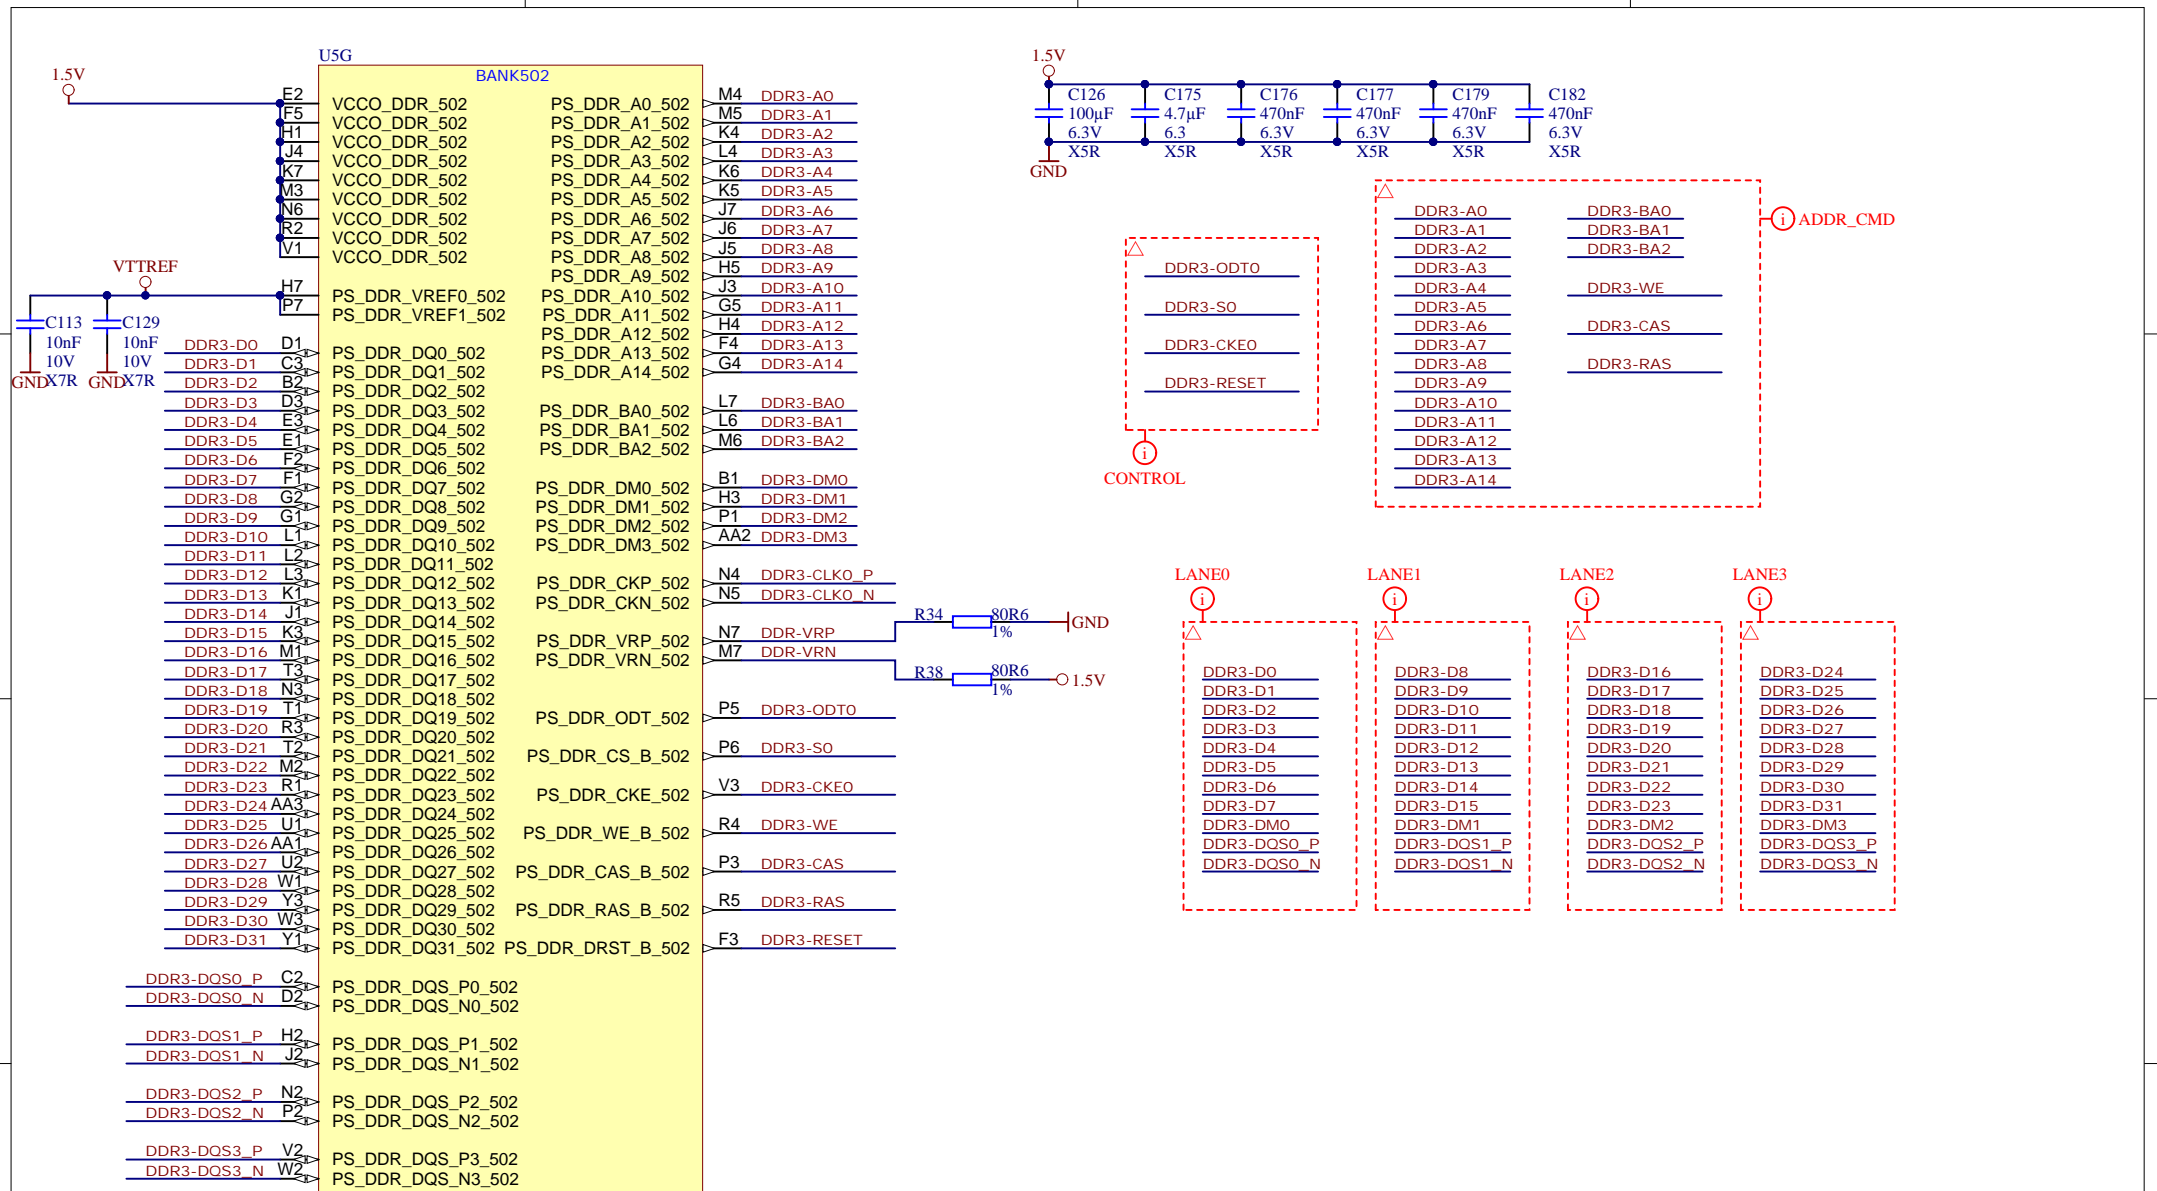 U5G
BANK502
1.5V
E2 VCCO_DDR_502
F5 VCCO_DDR_502
H1 VCCO_DDR_502
J4 VCCO_DDR_502
K7 VCCO_DDR_502
M3 VCCO_DDR_502
N6 VCCO_DDR_502
R2 VCCO_DDR_502
V1 VCCO_DDR_502
VTTREF
H7 PS_DDR_VREF0_502
P7 PS_DDR_VREF1_502
C113
10nF
10V
X7R
GND
C129
10nF
10V
X7R
GND
DDR3-D0 D1 PS_DDR_DQ0_502
DDR3-D1 C3 PS_DDR_DQ1_502
DDR3-D2 B2 PS_DDR_DQ2_502
DDR3-D3 D3 PS_DDR_DQ3_502
DDR3-D4 E3 PS_DDR_DQ4_502
DDR3-D5 E1 PS_DDR_DQ5_502
DDR3-D6 F2 PS_DDR_DQ6_502
DDR3-D7 F1 PS_DDR_DQ7_502
DDR3-D8 G2 PS_DDR_DQ8_502
DDR3-D9 G1 PS_DDR_DQ9_502
DDR3-D10 L1 PS_DDR_DQ10_502
DDR3-D11 L2 PS_DDR_DQ11_502
DDR3-D12 L3 PS_DDR_DQ12_502
DDR3-D13 K1 PS_DDR_DQ13_502
DDR3-D14 J1 PS_DDR_DQ14_502
DDR3-D15 K3 PS_DDR_DQ15_502
DDR3-D16 M1 PS_DDR_DQ16_502
DDR3-D17 T3 PS_DDR_DQ17_502
DDR3-D18 N3 PS_DDR_DQ18_502
DDR3-D19 T1 PS_DDR_DQ19_502
DDR3-D20 R3 PS_DDR_DQ20_502
DDR3-D21 T2 PS_DDR_DQ21_502
DDR3-D22 M2 PS_DDR_DQ22_502
DDR3-D23 R1 PS_DDR_DQ23_502
DDR3-D24 AA3 PS_DDR_DQ24_502
DDR3-D25 U1 PS_DDR_DQ25_502
DDR3-D26 AA1 PS_DDR_DQ26_502
DDR3-D27 U2 PS_DDR_DQ27_502
DDR3-D28 W1 PS_DDR_DQ28_502
DDR3-D29 Y3 PS_DDR_DQ29_502
DDR3-D30 W3 PS_DDR_DQ30_502
DDR3-D31 Y1 PS_DDR_DQ31_502
DDR3-DQS0_P C2 PS_DDR_DQS_P0_502
DDR3-DQS0_N D2 PS_DDR_DQS_N0_502
DDR3-DQS1_P H2 PS_DDR_DQS_P1_502
DDR3-DQS1_N J2 PS_DDR_DQS_N1_502
DDR3-DQS2_P N2 PS_DDR_DQS_P2_502
DDR3-DQS2_N P2 PS_DDR_DQS_N2_502
DDR3-DQS3_P V2 PS_DDR_DQS_P3_502
DDR3-DQS3_N W2 PS_DDR_DQS_N3_502
PS_DDR_A0_502 M4 DDR3-A0
PS_DDR_A1_502 M5 DDR3-A1
PS_DDR_A2_502 K4 DDR3-A2
PS_DDR_A3_502 L4 DDR3-A3
PS_DDR_A4_502 K6 DDR3-A4
PS_DDR_A5_502 K5 DDR3-A5
PS_DDR_A6_502 J7 DDR3-A6
PS_DDR_A7_502 J6 DDR3-A7
PS_DDR_A8_502 J5 DDR3-A8
PS_DDR_A9_502 H5 DDR3-A9
PS_DDR_A10_502 J3 DDR3-A10
PS_DDR_A11_502 G5 DDR3-A11
PS_DDR_A12_502 H4 DDR3-A12
PS_DDR_A13_502 F4 DDR3-A13
PS_DDR_A14_502 G4 DDR3-A14
PS_DDR_BA0_502 L7 DDR3-BA0
PS_DDR_BA1_502 L6 DDR3-BA1
PS_DDR_BA2_502 M6 DDR3-BA2
PS_DDR_DM0_502 B1 DDR3-DM0
PS_DDR_DM1_502 H3 DDR3-DM1
PS_DDR_DM2_502 P1 DDR3-DM2
PS_DDR_DM3_502 AA2 DDR3-DM3
PS_DDR_CKP_502 N4 DDR3-CLK0_P
PS_DDR_CKN_502 N5 DDR3-CLK0_N
PS_DDR_VRP_502 N7 DDR-VRP
PS_DDR_VRN_502 M7 DDR-VRN
PS_DDR_ODT_502 P5 DDR3-ODT0
PS_DDR_CS_B_502 P6 DDR3-S0
PS_DDR_CKE_502 V3 DDR3-CKE0
PS_DDR_WE_B_502 R4 DDR3-WE
PS_DDR_CAS_B_502 P3 DDR3-CAS
PS_DDR_RAS_B_502 R5 DDR3-RAS
PS_DDR_DRST_B_502 F3 DDR3-RESET
R34 80R6 GND
1%
R38 80R6 1.5V
1%
1.5V
C126 C175 C176 C177 C179 C182
100µF 4.7µF 470nF 470nF 470nF 470nF
6.3V 6.3 6.3V 6.3V 6.3V 6.3V
X5R X5R X5R X5R X5R X5R
GND
DDR3-ODT0
DDR3-S0
DDR3-CKE0
DDR3-RESET
i
CONTROL
DDR3-A0 DDR3-BA0
i ADDR_CMD
DDR3-A1 DDR3-BA1
DDR3-A2 DDR3-BA2
DDR3-A3
DDR3-A4 DDR3-WE
DDR3-A5
DDR3-A6 DDR3-CAS
DDR3-A7
DDR3-A8 DDR3-RAS
DDR3-A9
DDR3-A10
DDR3-A11
DDR3-A12
DDR3-A13
DDR3-A14
LANE0 LANE1 LANE2 LANE3
i i i i
DDR3-D0 DDR3-D8 DDR3-D16 DDR3-D24
DDR3-D1 DDR3-D9 DDR3-D17 DDR3-D25
DDR3-D2 DDR3-D10 DDR3-D18 DDR3-D26
DDR3-D3 DDR3-D11 DDR3-D19 DDR3-D27
DDR3-D4 DDR3-D12 DDR3-D20 DDR3-D28
DDR3-D5 DDR3-D13 DDR3-D21 DDR3-D29
DDR3-D6 DDR3-D14 DDR3-D22 DDR3-D30
DDR3-D7 DDR3-D15 DDR3-D23 DDR3-D31
DDR3-DM0 DDR3-DM1 DDR3-DM2 DDR3-DM3
DDR3-DQS0_P DDR3-DQS1_P DDR3-DQS2_P DDR3-DQS3_P
DDR3-DQS0_N DDR3-DQS1_N DDR3-DQS2_N DDR3-DQS3_N